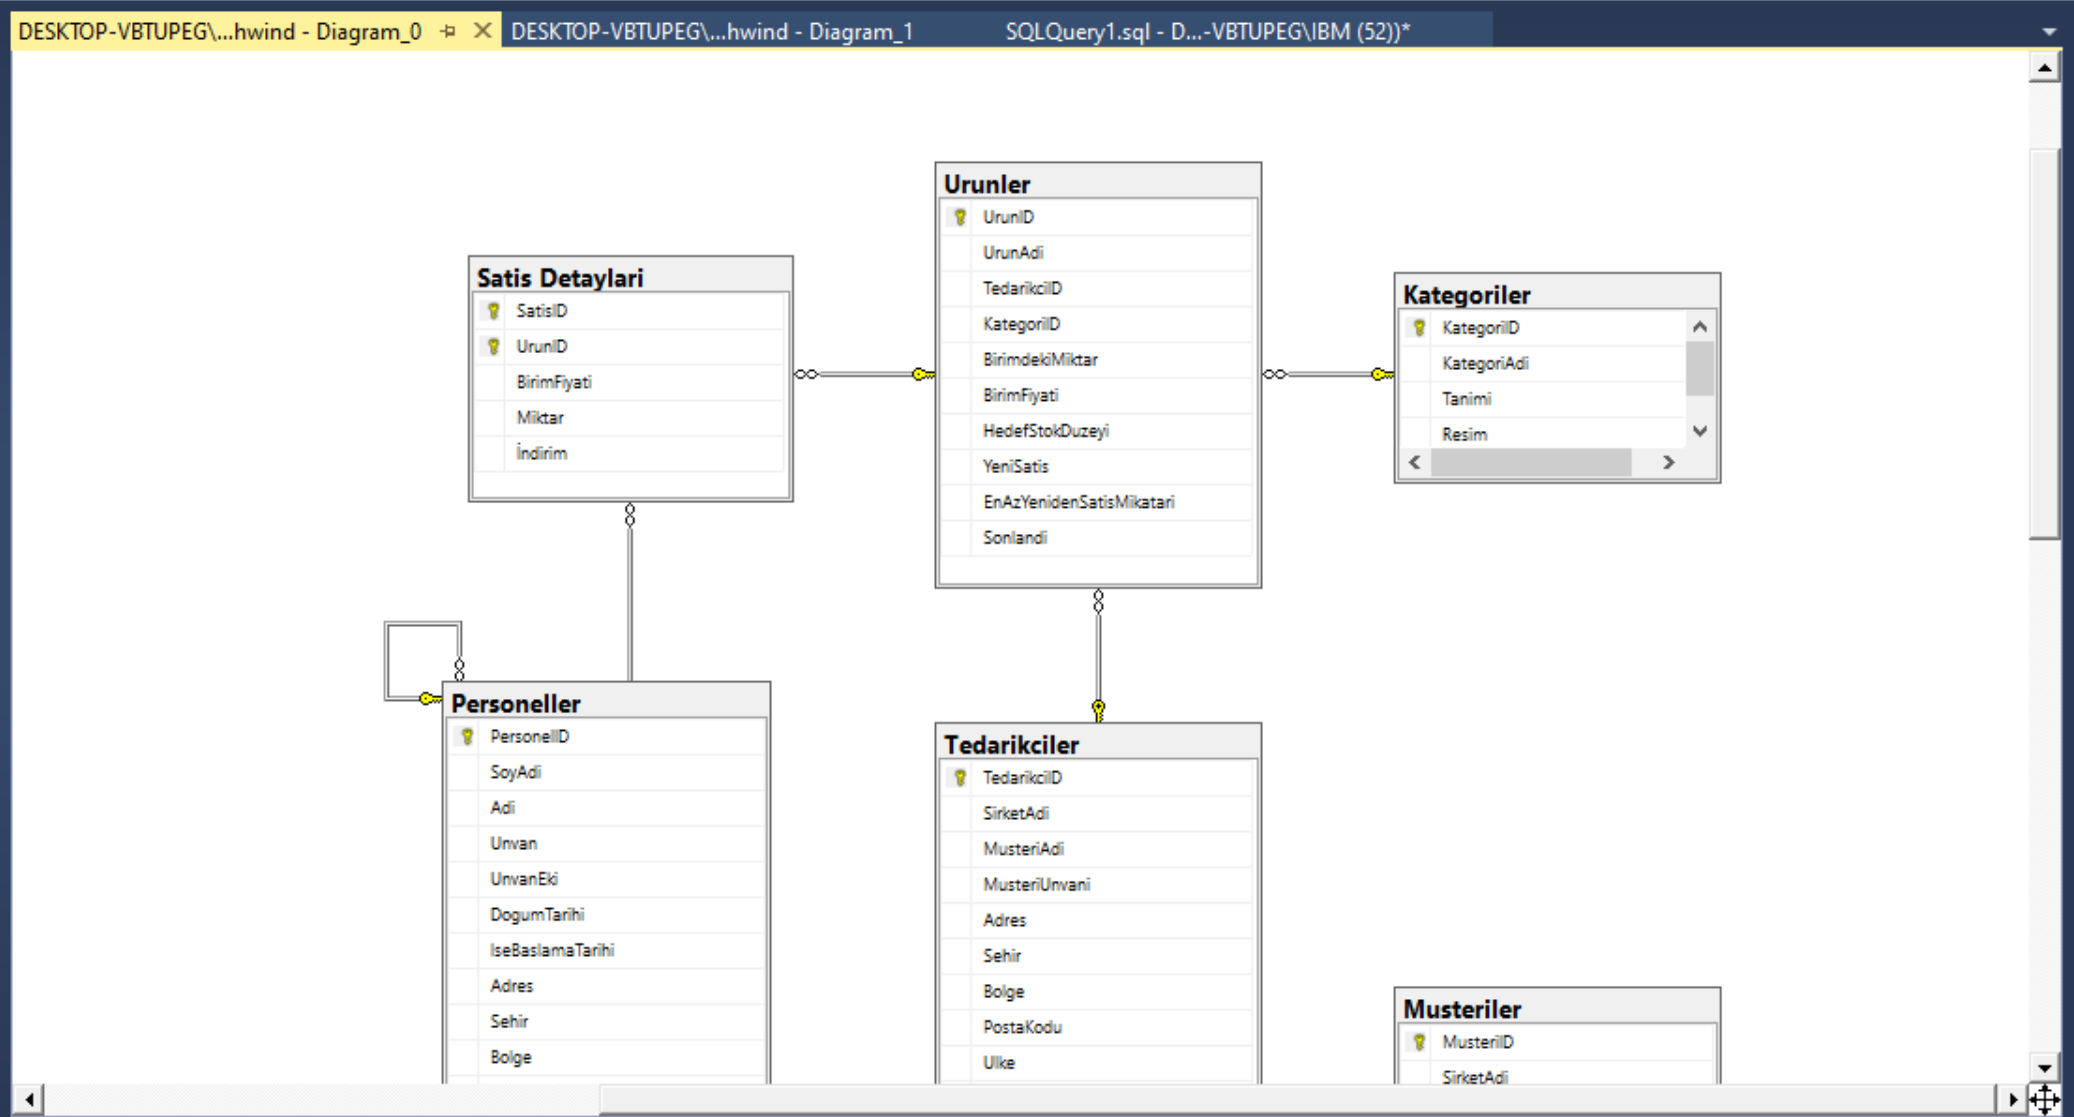 DESKTOP-VBTUPEG\...hwind - Diagram_0
DESKTOP-VBTUPEG\...hwind - Diagram_1
SQLQuery1.sql - D...-VBTUPEG\IBM (52))*
Urunler
UrunID
UrunAdi
TedarikciID
KategoriID
BirimdekiMiktar
BirimFiyati
HedefStokDuzeyi
YeniSatis
EnAzYenidenSatisMikatari
Sonlandi
Satis Detaylari
SatisID
UrunID
BirimFiyati
Miktar
İndirim
Kategoriler
KategoriID
KategoriAdi
Tanimi
Resim
Personeller
PersonelID
SoyAdi
Adi
Unvan
UnvanEki
DogumTarihi
IseBaslamaTarihi
Adres
Sehir
Bolge
Tedarikciler
TedarikciID
SirketAdi
MusteriAdi
MusteriUnvani
Adres
Sehir
Bolge
PostaKodu
Ulke
Musteriler
MusteriID
SirketAdi